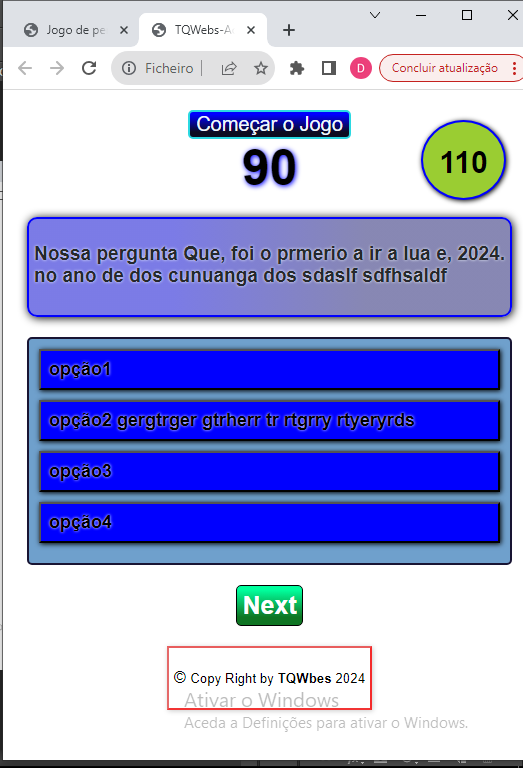 Jogo de pe
TQWebs-A
Ficheiro
D
Concluir atualização
Começar o Jogo
90
110
Nossa pergunta Que, foi o prmerio a ir a lua e, 2024.
no ano de dos cunuanga dos sdaslf sdfhsaldf
opção1
opção2 gergtrger gtrherr tr rtgrry rtyeryrds
opção3
opção4
Next
© Copy Right by TQWbes 2024
Ativar o Windows
Aceda a Definições para ativar o Windows.